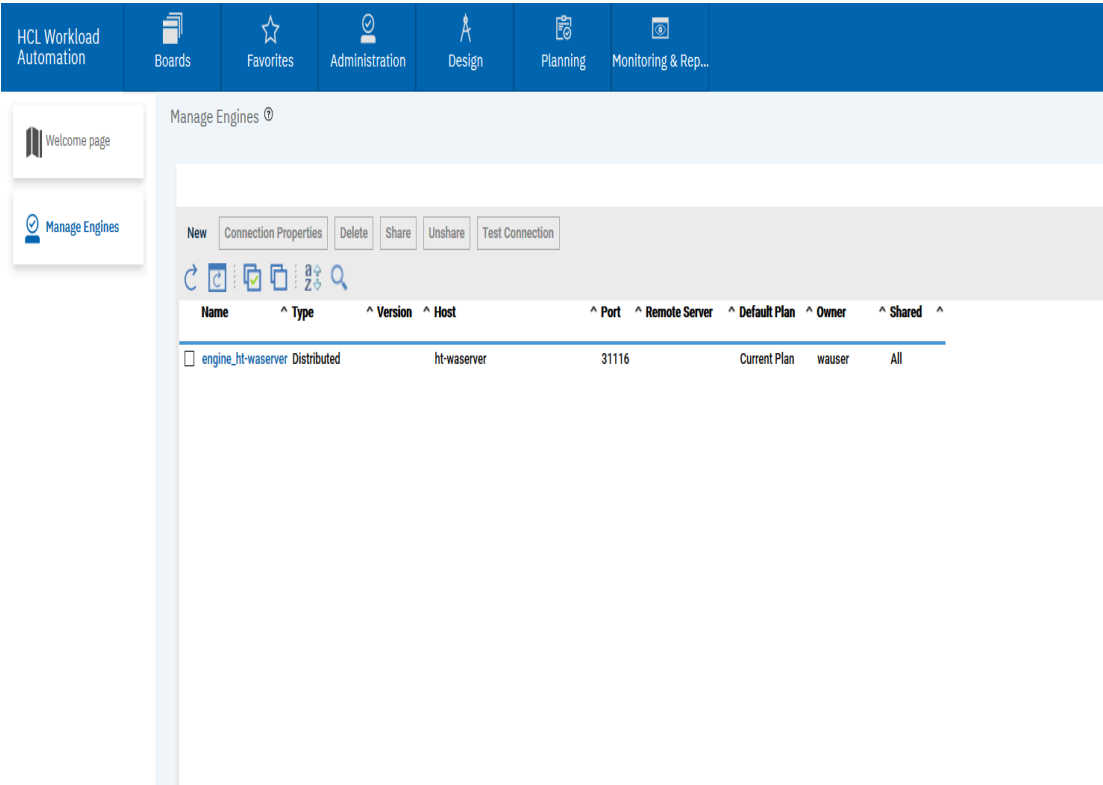 HCL Workload
Automation
Boards
Favorites
Administration
Design
Planning
Monitoring & Rep...
Welcome page
Manage Engines
Manage Engines ?
New Connection Properties Delete Share Unshare Test Connection
Name ^ Type ^ Version ^ Host ^ Port ^ Remote Server ^ Default Plan ^ Owner ^ Shared ^
engine_ht-waserver Distributed ht-waserver 31116 Current Plan wauser All